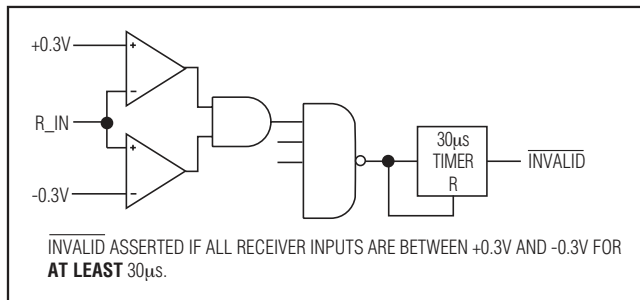 +0.3V
R_IN
-0.3V
+
-
+
-
30µs
TIMER
R
INVALID
INVALID ASSERTED IF ALL RECEIVER INPUTS ARE BETWEEN +0.3V AND -0.3V FOR
AT LEAST 30µs.